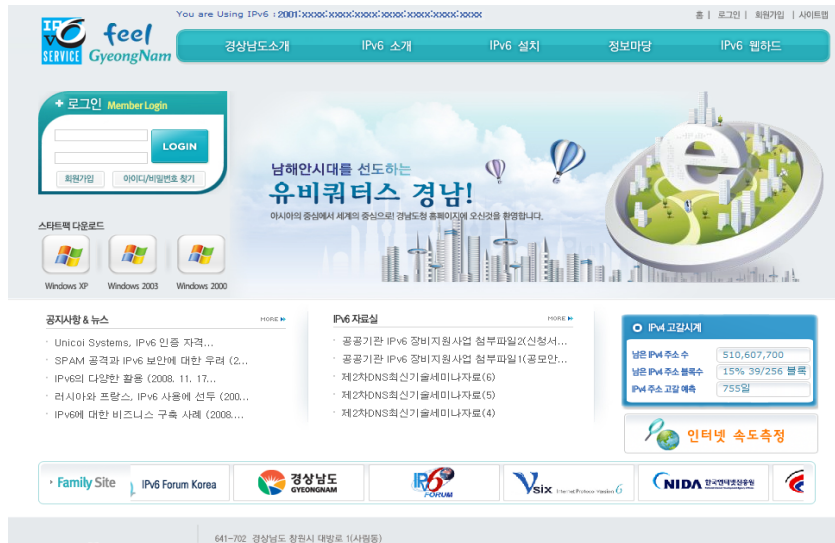 You are Using IPv6 : 2001:xxxx:xxxx:xxxx:xxxx:xxxx:xxxx:xxxx
홈 | 로그인 | 회원가입 | 사이트맵
IPV6 SERVICE
feel GyeongNam
경상남도소개 IPv6 소개 IPv6 설치 정보마당 IPv6 웹하드
+ 로그인 Member Login
LOGIN
회원가입 아이디/비밀번호 찾기
남해안시대를 선도하는
유비쿼터스 경남!
아시아의 중심에서 세계의 중심으로! 경남도청 홈페이지에 오신것을 환영합니다.
e
스타트팩 다운로드
Windows XP Windows 2003 Windows 2000
공지사항 & 뉴스 MORE
Unicoi Systems, IPv6 인증 자격...
SPAM 공격과 IPv6 보안에 대한 우려 (2...
IPv6의 다양한 활용 (2008. 11, 17...
러시아와 프랑스, IPv6 사용에 선두 (200...
IPv6에 대한 비즈니스 구축 사례 (2008....
IPv6 자료실 MORE
공공기관 IPv6 장비지원사업 첨부파일2(신청서...
공공기관 IPv6 장비지원사업 첨부파일1(공모안...
제2차DNS최신기술세미나자료(6)
제2차DNS최신기술세미나자료(5)
제2차DNS최신기술세미나자료(4)
IPv4 고갈시계
남은 IPv4 주소 수 510,607,700
남은 IPv4 주소 블록수 15% 39/256 블록
IPv4 주소 고갈 예측 755일
인터넷 속도측정
Family Site
IPv6 Forum Korea
경상남도 GYEONGNAM
IPv6 FORUM
Vsix Internet Protocol Version 6
NIDA 한국인터넷진흥원
641-702 경상남도 창원시 대방로 1(사림동)